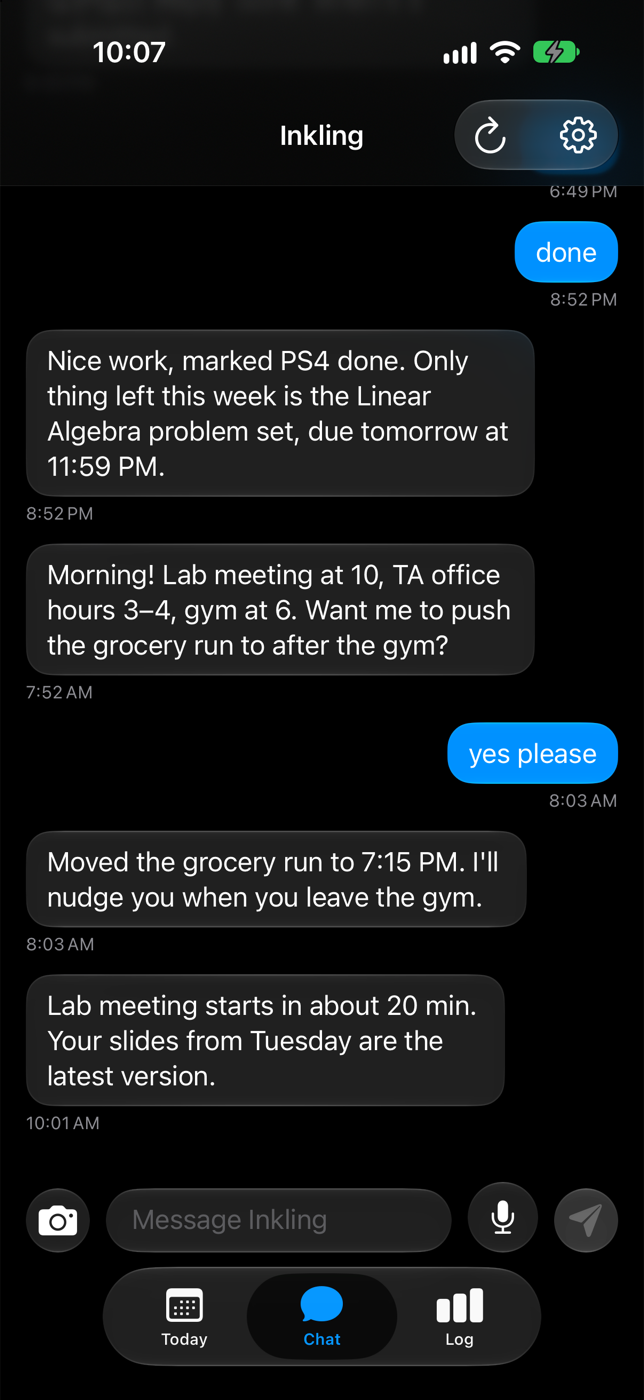 10:07
Inkling
6:49 PM
done
8:52 PM
Nice work, marked PS4 done. Only
thing left this week is the Linear
Algebra problem set, due tomorrow at
11:59 PM.
8:52 PM
Morning! Lab meeting at 10, TA office
hours 3–4, gym at 6. Want me to push
the grocery run to after the gym?
7:52 AM
yes please
8:03 AM
Moved the grocery run to 7:15 PM. I'll
nudge you when you leave the gym.
8:03 AM
Lab meeting starts in about 20 min.
Your slides from Tuesday are the
latest version.
10:01 AM
Message Inkling
Today
Chat
Log